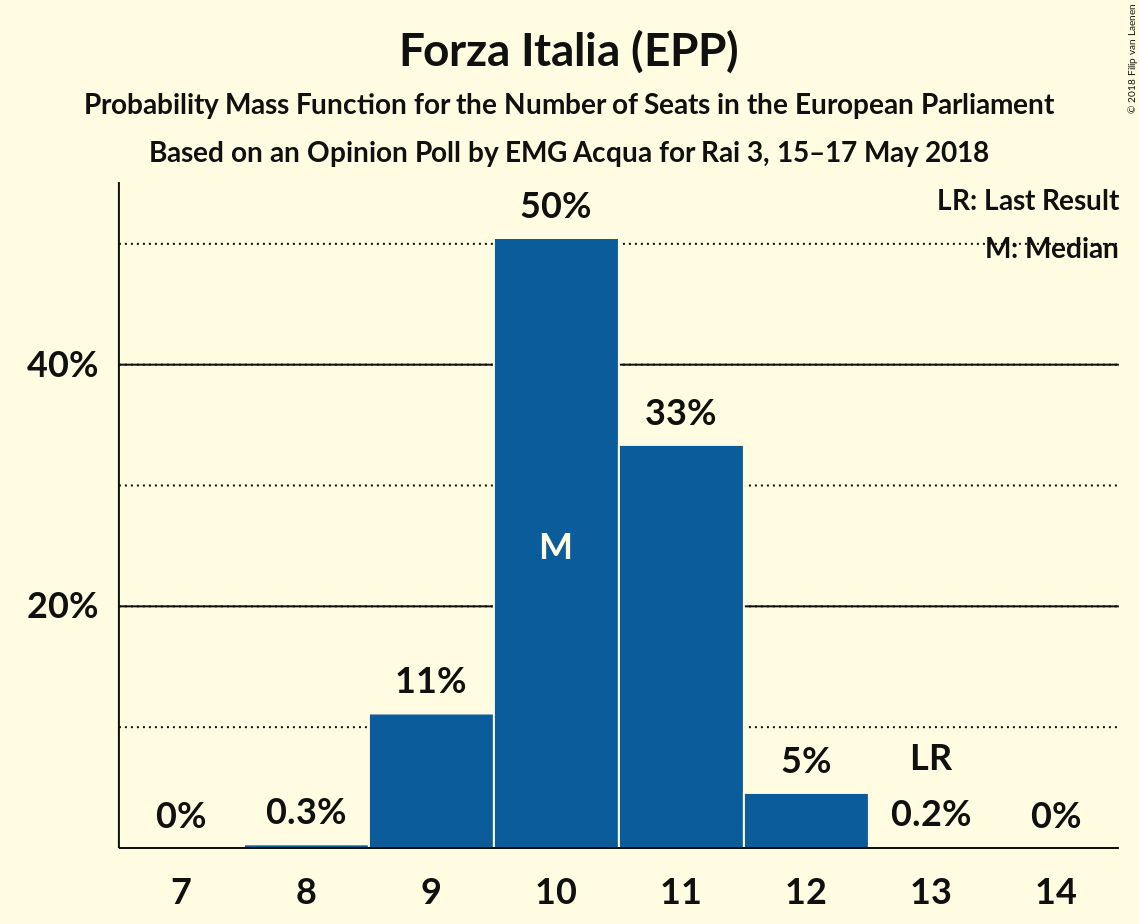 © 2018 Filip van Laenen
Forza Italia (EPP)
Probability Mass Function for the Number of Seats in the European Parliament
Based on an Opinion Poll by EMG Acqua for Rai 3, 15–17 May 2018
LR: Last Result
M: Median
50%
40%
33%
M
20%
11%
5%
LR
0%
0.3%
0.2%
0%
7 8 9 10 11 12 13 14